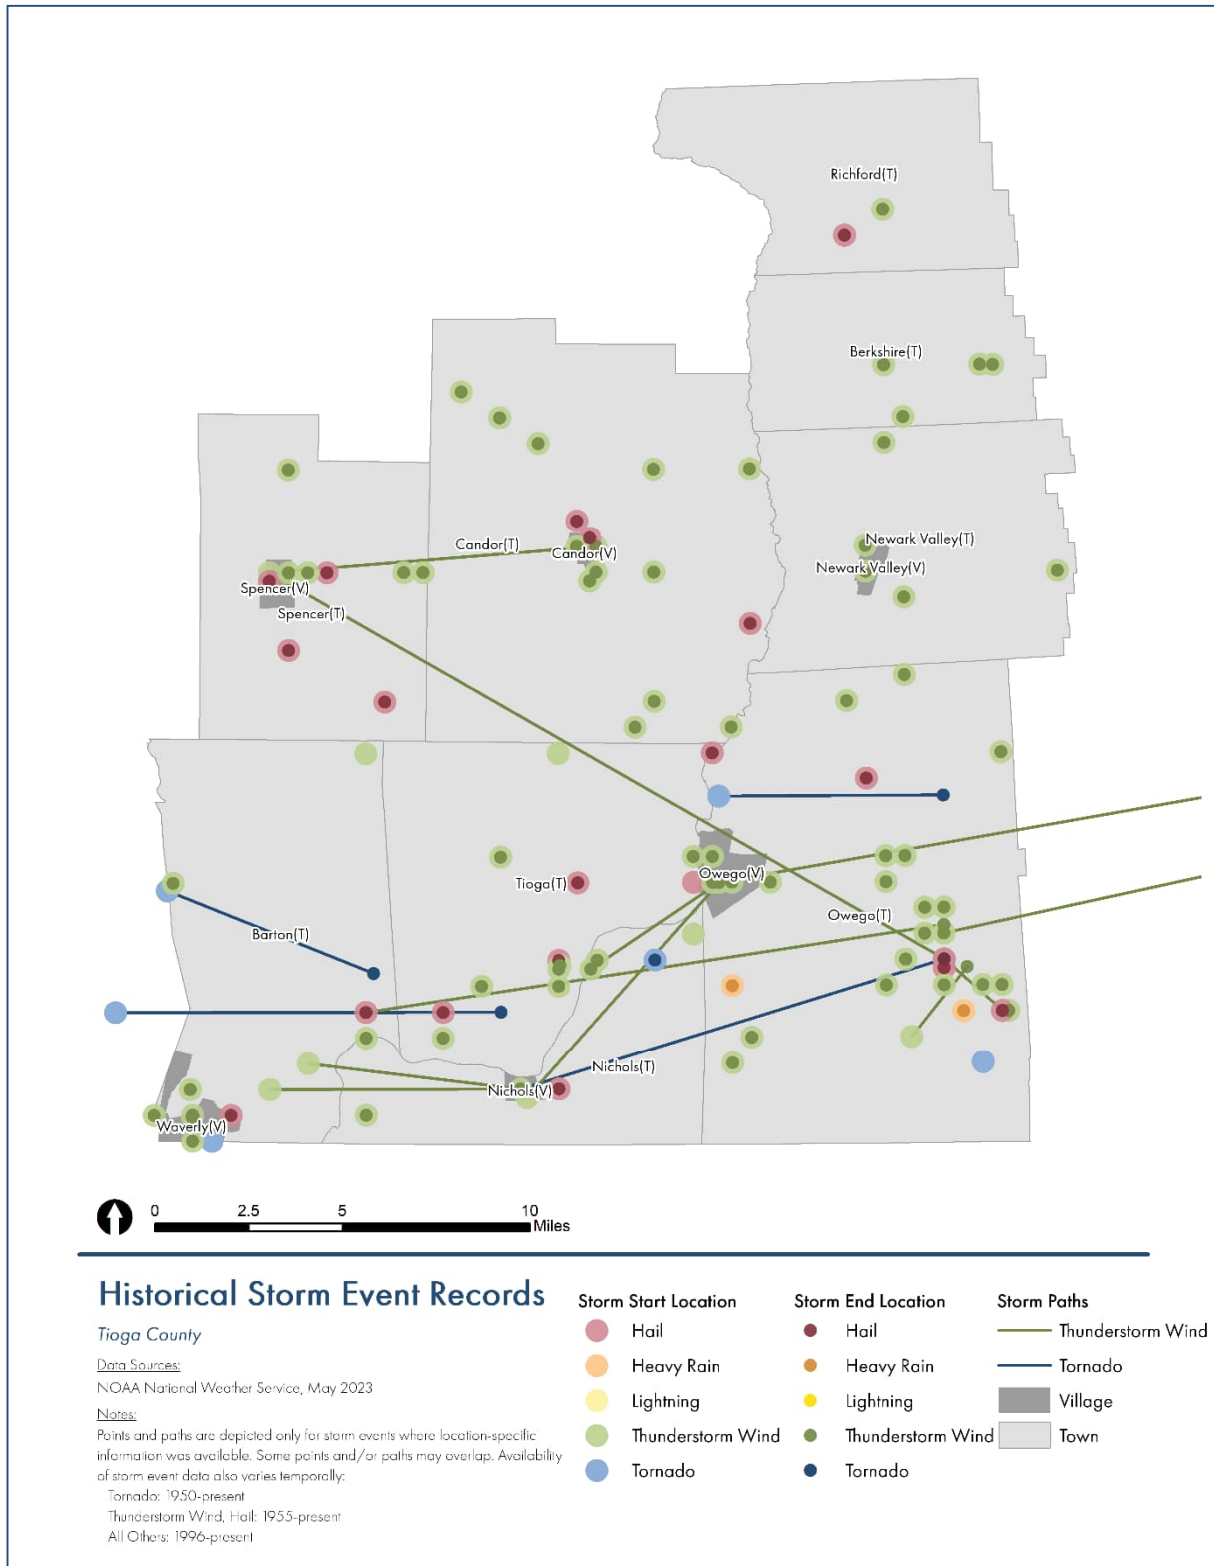 Richford(T)
Berkshire(T)
Newark Valley(T)
Candor(T)
Candor(V)
Newark Valley(V)
Spencer(V)
Spencer(T)
Owego(V)
Tioga(T)
Owego(T)
Barton(T)
Nichols(T)
Nichols(V)
Waverly(V)
0 2.5 5 10
Miles
Historical Storm Event Records
Tioga County
Data Sources:
NOAA National Weather Service, May 2023
Notes:
Points and paths are depicted only for storm events where location-specific
information was available. Some points and/or paths may overlap. Availability
of storm event data also varies temporally:
Tornado: 1950-present
Thunderstorm Wind, Hail: 1955-present
All Others: 1996-present
Storm Start Location
Hail
Heavy Rain
Lightning
Thunderstorm Wind
Tornado
Storm End Location
Hail
Heavy Rain
Lightning
Thunderstorm Wind
Tornado
Storm Paths
Thunderstorm Wind
Tornado
Village
Town